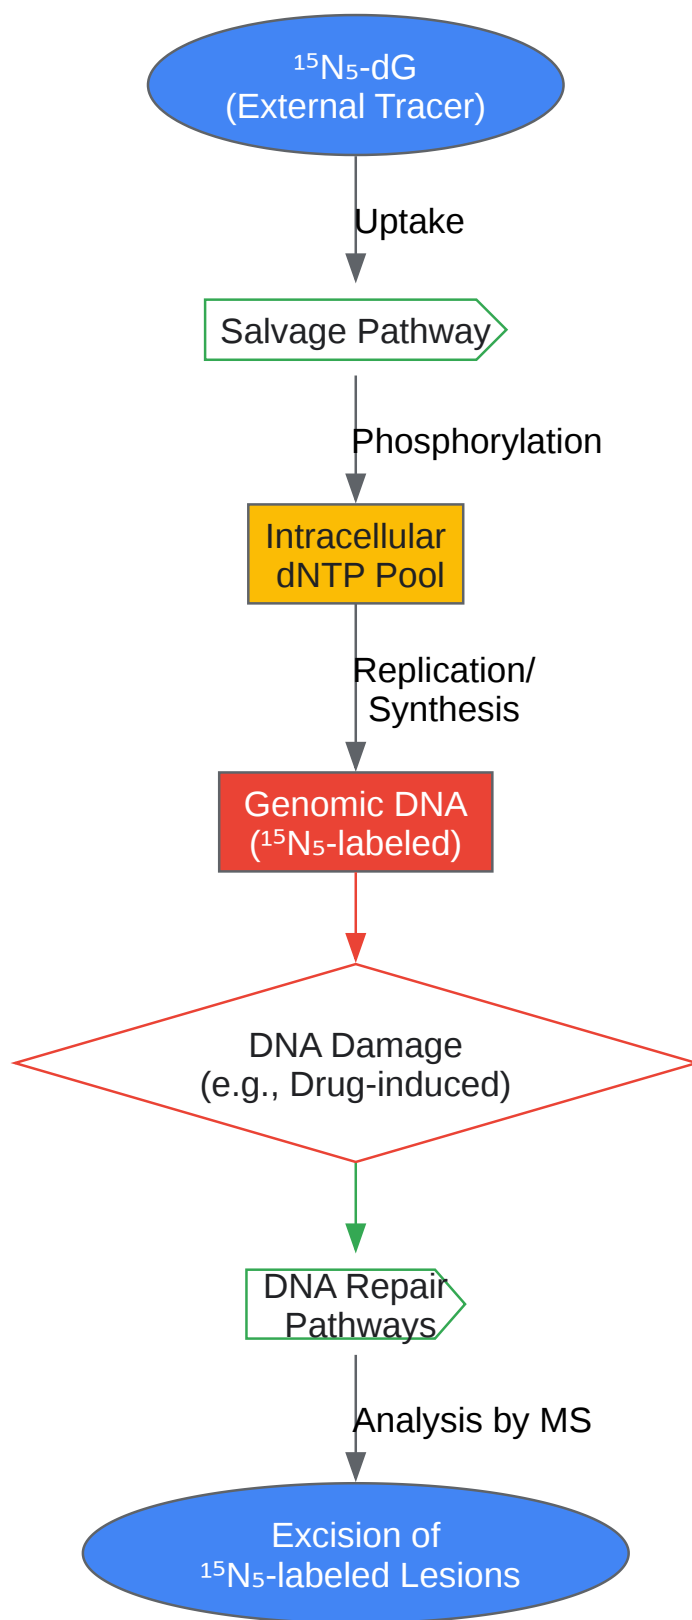 ¹⁵N₅-dG
(External Tracer)
Uptake
Salvage Pathway
Phosphorylation
Intracellular
dNTP Pool
Replication/
Synthesis
Genomic DNA
(¹⁵N₅-labeled)
DNA Damage
(e.g., Drug-induced)
DNA Repair
Pathways
Analysis by MS
Excision of
¹⁵N₅-labeled Lesions